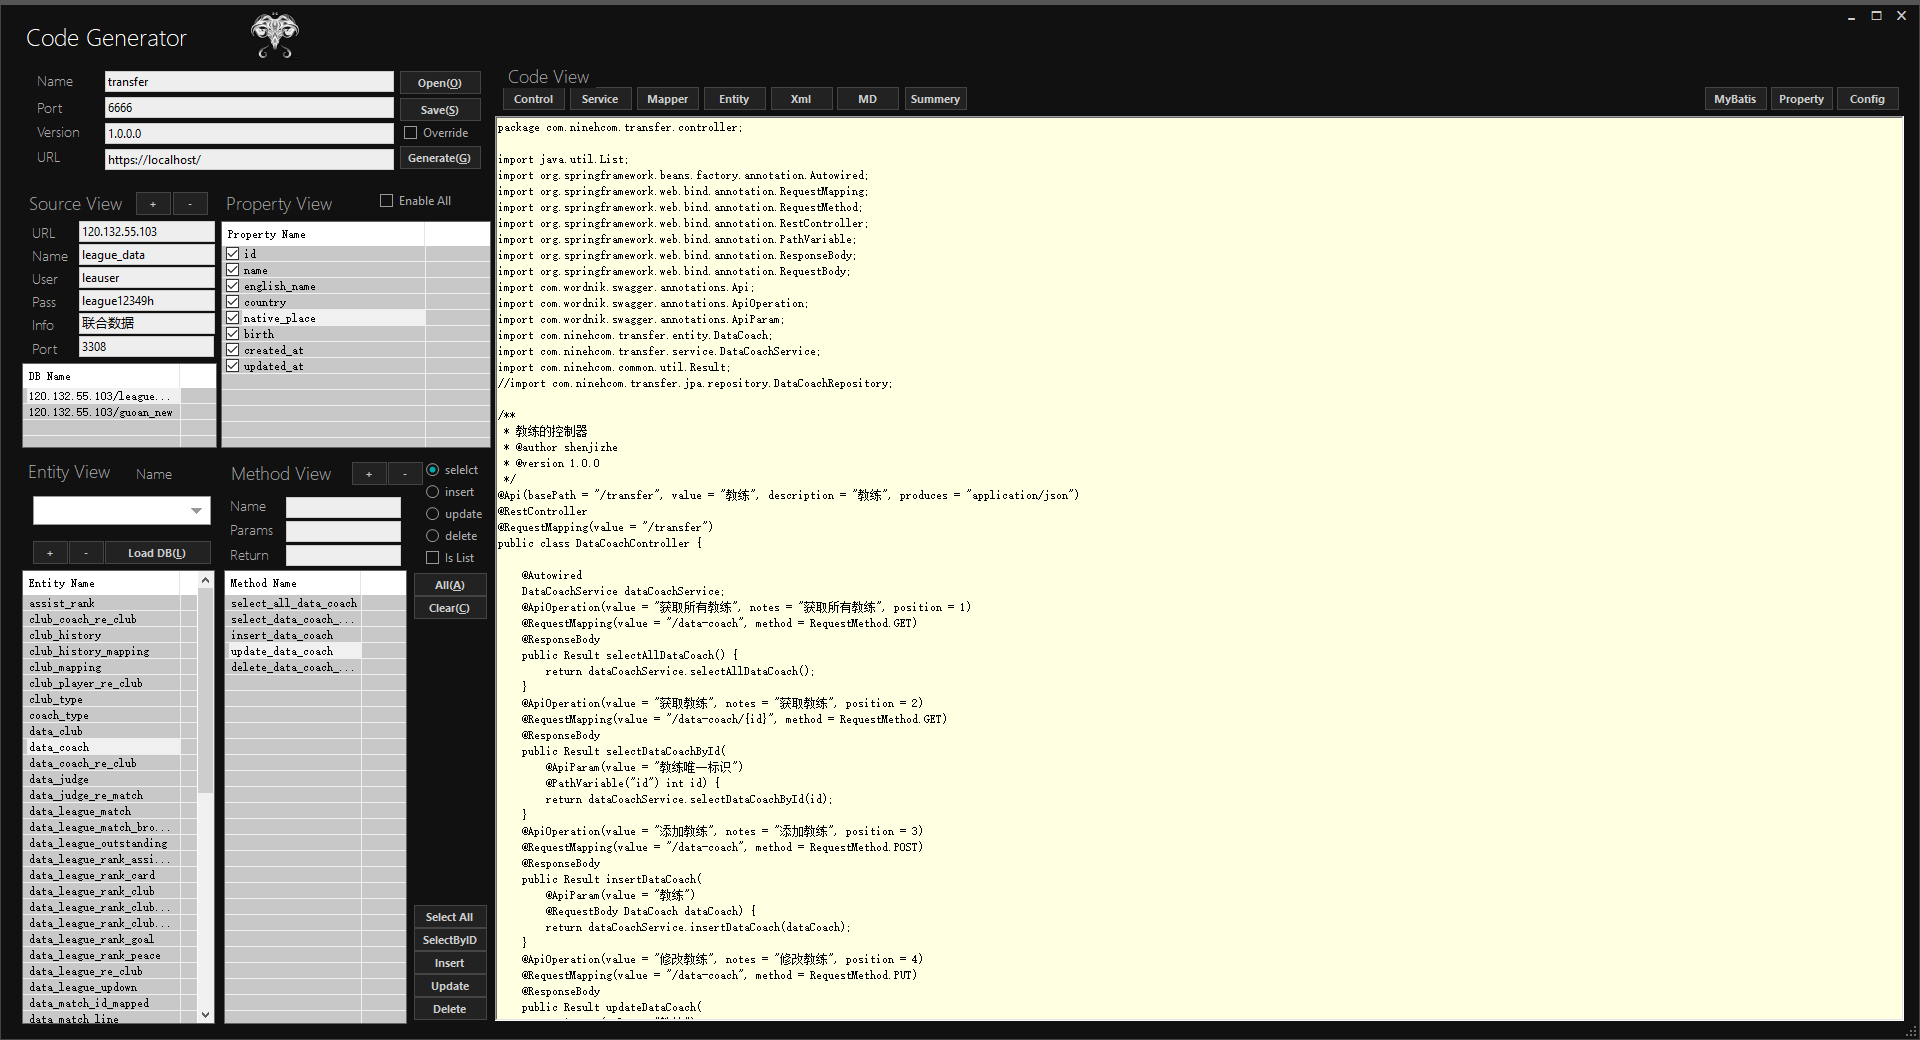 Code Generator
Name
transfer
Open(O)
Port
6666
Save(S)
Version
1.0.0.0
Override
URL
https://localhost/
Generate(G)
Source View
+
-
Property View
Enable All
URL
120.132.55.103
Name
league_data
User
leauser
Pass
league12349h
Info
联合数据
Port
3308
DB Name
120.132.55.103/league...
120.132.55.103/guoan_new
Property Name
id
name
english_name
country
native_place
birth
created_at
updated_at
Entity View
Name
+
-
Load DB(L)
Entity Name
assist_rank
club_coach_re_club
club_history
club_history_mapping
club_mapping
club_player_re_club
club_type
coach_type
data_club
data_coach
data_coach_re_club
data_judge
data_judge_re_match
data_league_match
data_league_match_bro...
data_league_outstanding
data_league_rank_assi...
data_league_rank_card
data_league_rank_club
data_league_rank_club...
data_league_rank_club...
data_league_rank_goal
data_league_rank_peace
data_league_re_club
data_league_updown
data_match_id_mapped
data_match_line
Method View
+
-
Name
Params
Return
selelct
insert
update
delete
Is List
Method Name
select_all_data_coach
select_data_coach_...
insert_data_coach
update_data_coach
delete_data_coach_...
All(A)
Clear(C)
Select All
SelectByID
Insert
Update
Delete
Code View
Control
Service
Mapper
Entity
Xml
MD
Summery
MyBatis
Property
Config
package com.ninehcom.transfer.controller;
import java.util.List;
import org.springframework.beans.factory.annotation.Autowired;
import org.springframework.web.bind.annotation.RequestMapping;
import org.springframework.web.bind.annotation.RequestMethod;
import org.springframework.web.bind.annotation.RestController;
import org.springframework.web.bind.annotation.PathVariable;
import org.springframework.web.bind.annotation.ResponseBody;
import org.springframework.web.bind.annotation.RequestBody;
import com.wordnik.swagger.annotations.Api;
import com.wordnik.swagger.annotations.ApiOperation;
import com.wordnik.swagger.annotations.ApiParam;
import com.ninehcom.transfer.entity.DataCoach;
import com.ninehcom.transfer.service.DataCoachService;
import com.ninehcom.common.util.Result;
//import com.ninehcom.transfer.jpa.repository.DataCoachRepository;
/**
 * 教练的控制器
 * @author shenjizhe
 * @version 1.0.0
 */
@Api(basePath = "/transfer", value = "教练", description = "教练", produces = "application/json")
@RestController
@RequestMapping(value = "/transfer")
public class DataCoachController {
    @Autowired
    DataCoachService dataCoachService;
    @ApiOperation(value = "获取所有教练", notes = "获取所有教练", position = 1)
    @RequestMapping(value = "/data-coach", method = RequestMethod.GET)
    @ResponseBody
    public Result selectAllDataCoach() {
        return dataCoachService.selectAllDataCoach();
    }
    @ApiOperation(value = "获取教练", notes = "获取教练", position = 2)
    @RequestMapping(value = "/data-coach/{id}", method = RequestMethod.GET)
    @ResponseBody
    public Result selectDataCoachById(
        @ApiParam(value = "教练唯一标识")
        @PathVariable("id") int id) {
        return dataCoachService.selectDataCoachById(id);
    }
    @ApiOperation(value = "添加教练", notes = "添加教练", position = 3)
    @RequestMapping(value = "/data-coach", method = RequestMethod.POST)
    @ResponseBody
    public Result insertDataCoach(
        @ApiParam(value = "教练")
        @RequestBody DataCoach dataCoach) {
        return dataCoachService.insertDataCoach(dataCoach);
    }
    @ApiOperation(value = "修改教练", notes = "修改教练", position = 4)
    @RequestMapping(value = "/data-coach", method = RequestMethod.PUT)
    @ResponseBody
    public Result updateDataCoach(